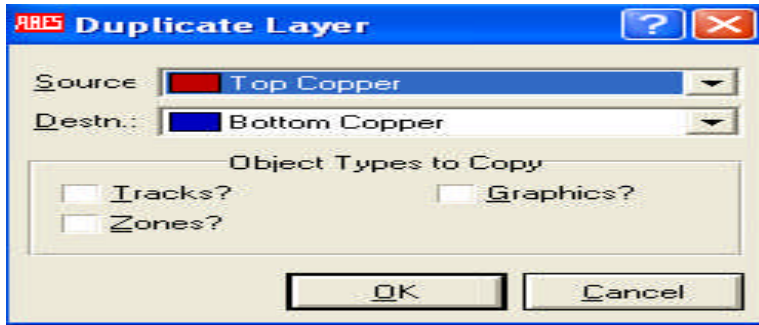 ARES Duplicate Layer
Source Top Copper
Destn.: Bottom Copper
Object Types to Copy
Tracks? Graphics?
Zones?
OK Cancel